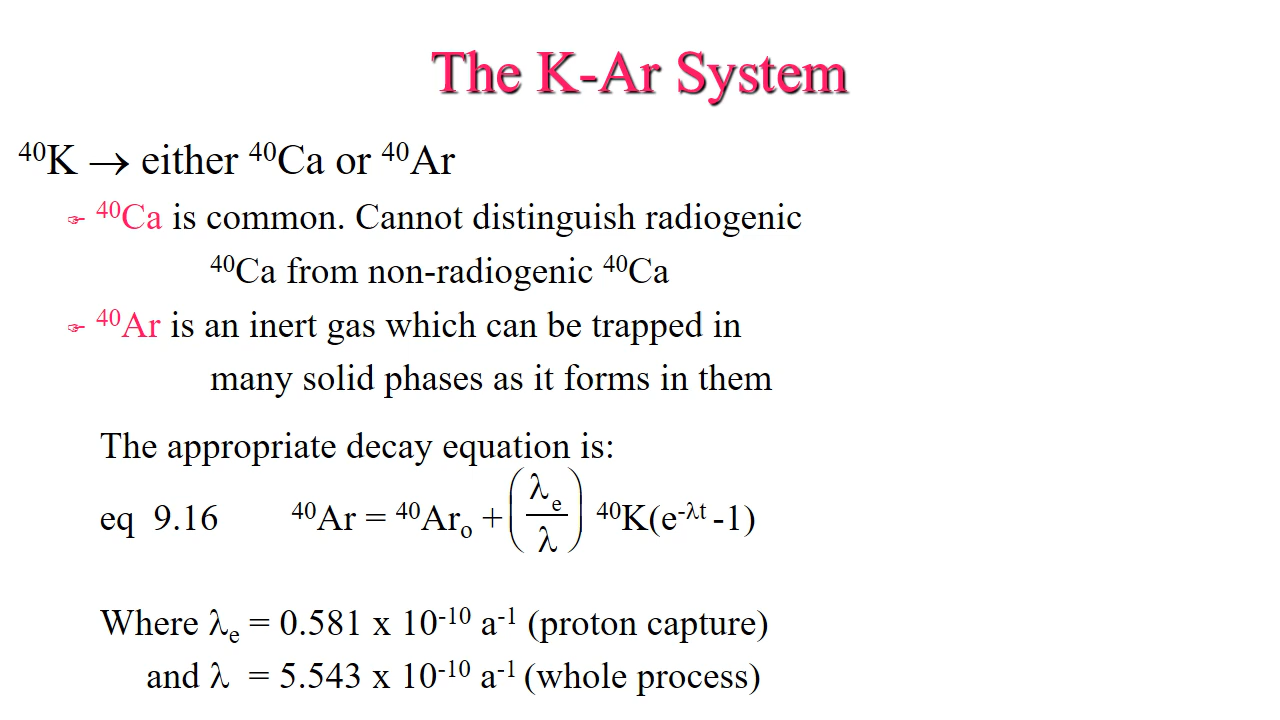 The K-Ar System
⁴⁰K → either ⁴⁰Ca or ⁴⁰Ar
☞ ⁴⁰Ca is common. Cannot distinguish radiogenic
⁴⁰Ca from non-radiogenic ⁴⁰Ca
☞ ⁴⁰Ar is an inert gas which can be trapped in
many solid phases as it forms in them
The appropriate decay equation is:
eq 9.16 ⁴⁰Ar = ⁴⁰Arₒ + (λₑ/λ) ⁴⁰K(e^-λt -1)
Where λₑ = 0.581 x 10⁻¹⁰ a⁻¹ (proton capture)
and λ = 5.543 x 10⁻¹⁰ a⁻¹ (whole process)